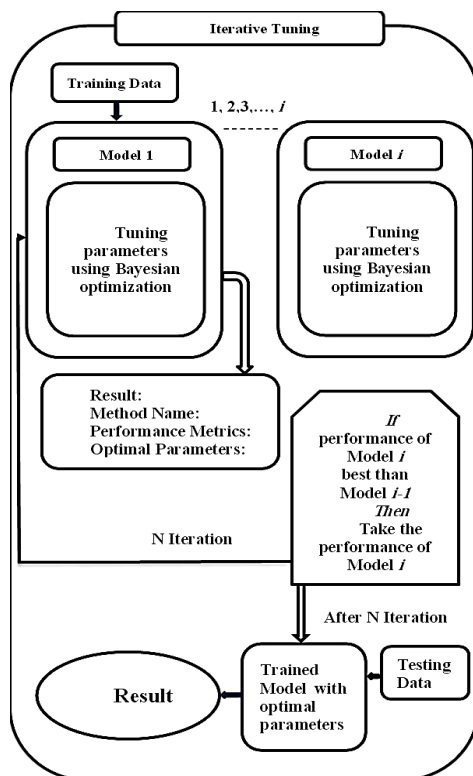 Iterative Tuning
Training Data
1, 2,3,…, i
Model 1
Tuning
parameters
using Bayesian
optimization
Model i
Tuning
parameters
using Bayesian
optimization
Result:
Method Name:
Performance Metrics:
Optimal Parameters:
If
performance of
Model i
best than
Model i-1
Then
Take the
performance of
Model i
N Iteration
After N Iteration
Trained
Model with
optimal
parameters
Testing
Data
Result